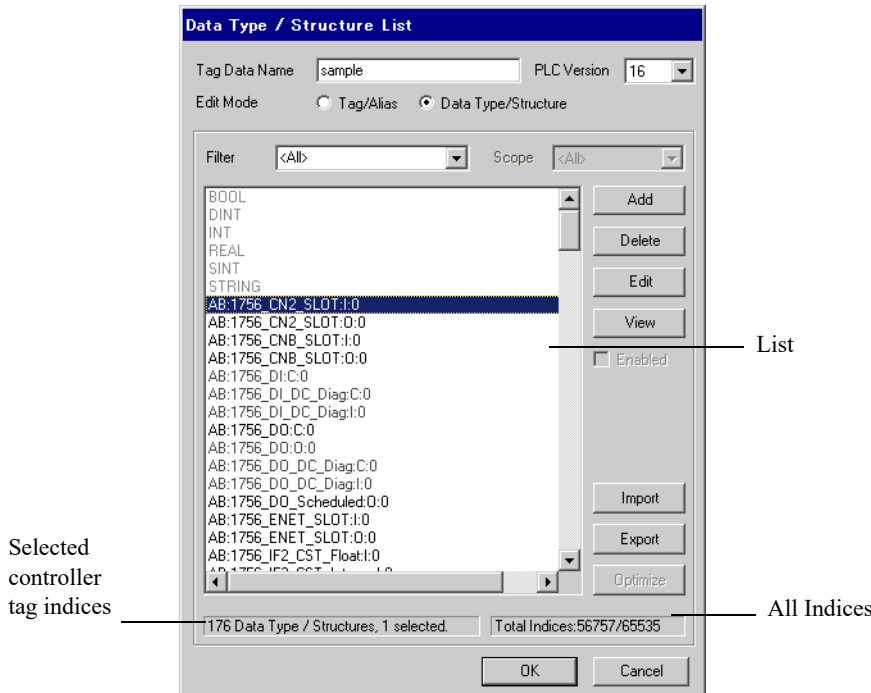 Data Type / Structure List
Tag Data Name sample PLC Version 16
Edit Mode Tag/Alias Data Type/Structure
Filter <All> Scope <All>
BOOL
DINT
INT
REAL
SINT
STRING
AB:1756_CN2_SLOT:I:0
AB:1756_CN2_SLOT:O:0
AB:1756_CNB_SLOT:I:0
AB:1756_CNB_SLOT:O:0
AB:1756_DI:C:0
AB:1756_DI_DC_Diag:C:0
AB:1756_DI_DC_Diag:I:0
AB:1756_DO:C:0
AB:1756_DO:O:0
AB:1756_DO_DC_Diag:C:0
AB:1756_DO_DC_Diag:I:0
AB:1756_DO_Scheduled:O:0
AB:1756_ENET_SLOT:I:0
AB:1756_ENET_SLOT:O:0
AB:1756_IF2_CST_Float:I:0
Add
Delete
Edit
View
Enabled
Import
Export
Optimize
List
Selected
controller
tag indices
176 Data Type / Structures, 1 selected. Total Indices:56757/65535
All Indices
OK Cancel